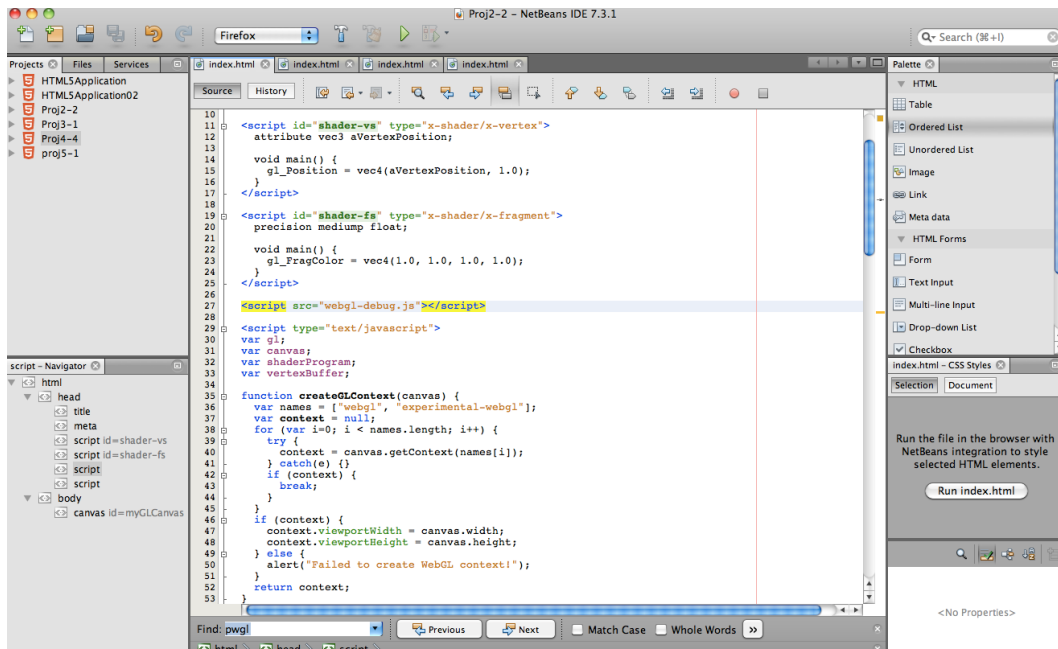 Proj2-2 – NetBeans IDE 7.3.1
Firefox
Search (⌘+I)
Projects Files Services
HTML5Application
HTML5Application02
Proj2-2
Proj3-1
Proj4-4
proj5-1
index.html index.html index.html index.html
Source History
10
11 <script id="shader-vs" type="x-shader/x-vertex">
12 attribute vec3 aVertexPosition;
13
14 void main() {
15 gl_Position = vec4(aVertexPosition, 1.0);
16 }
17 </script>
18
19 <script id="shader-fs" type="x-shader/x-fragment">
20 precision mediump float;
21
22 void main() {
23 gl_FragColor = vec4(1.0, 1.0, 1.0, 1.0);
24 }
25 </script>
26
27 <script src="webgl-debug.js"></script>
28
29 <script type="text/javascript">
30 var gl;
31 var canvas;
32 var shaderProgram;
33 var vertexBuffer;
34
35 function createGLContext(canvas) {
36 var names = ["webgl", "experimental-webgl"];
37 var context = null;
38 for (var i=0; i < names.length; i++) {
39 try {
40 context = canvas.getContext(names[i]);
41 } catch(e) {}
42 if (context) {
43 break;
44 }
45 }
46 if (context) {
47 context.viewportWidth = canvas.width;
48 context.viewportHeight = canvas.height;
49 } else {
50 alert("Failed to create WebGL context!");
51 }
52 return context;
53 }
Find: pwgl Previous Next Match Case Whole Words »
html head script
script – Navigator
html
head
title
meta
script id=shader-vs
script id=shader-fs
script
script
body
canvas id=myGLCanvas
Palette
HTML
Table
Ordered List
Unordered List
Image
Link
Meta data
HTML Forms
Form
Text Input
Multi-line Input
Drop-down List
Checkbox
index.html – CSS Styles
Selection Document
Run the file in the browser with
NetBeans integration to style
selected HTML elements.
Run index.html
<No Properties>